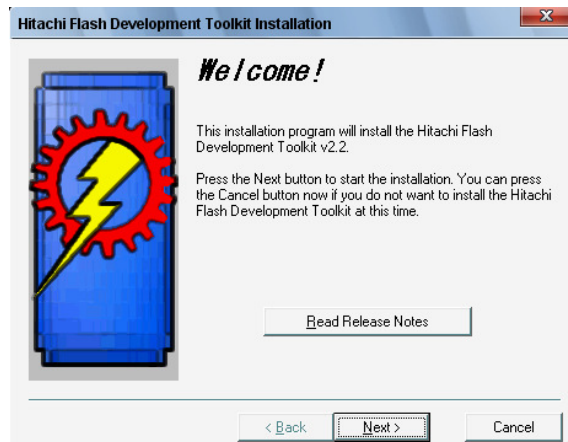 Hitachi Flash Development Toolkit Installation
Welcome!
This installation program will install the Hitachi Flash
Development Toolkit v2.2.
Press the Next button to start the installation. You can press
the Cancel button now if you do not want to install the Hitachi
Flash Development Toolkit at this time.
Read Release Notes
< Back
Next >
Cancel